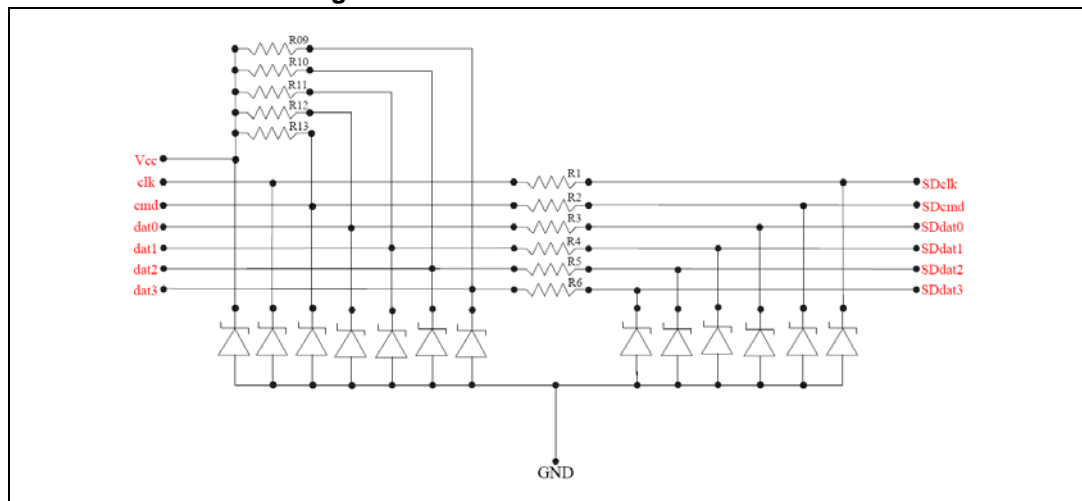 R09
R10
R11
R12
R13
Vcc
clk R1 SDclk
cmd R2 SDcmd
dat0 R3 SDdat0
dat1 R4 SDdat1
dat2 R5 SDdat2
dat3 R6 SDdat3
GND